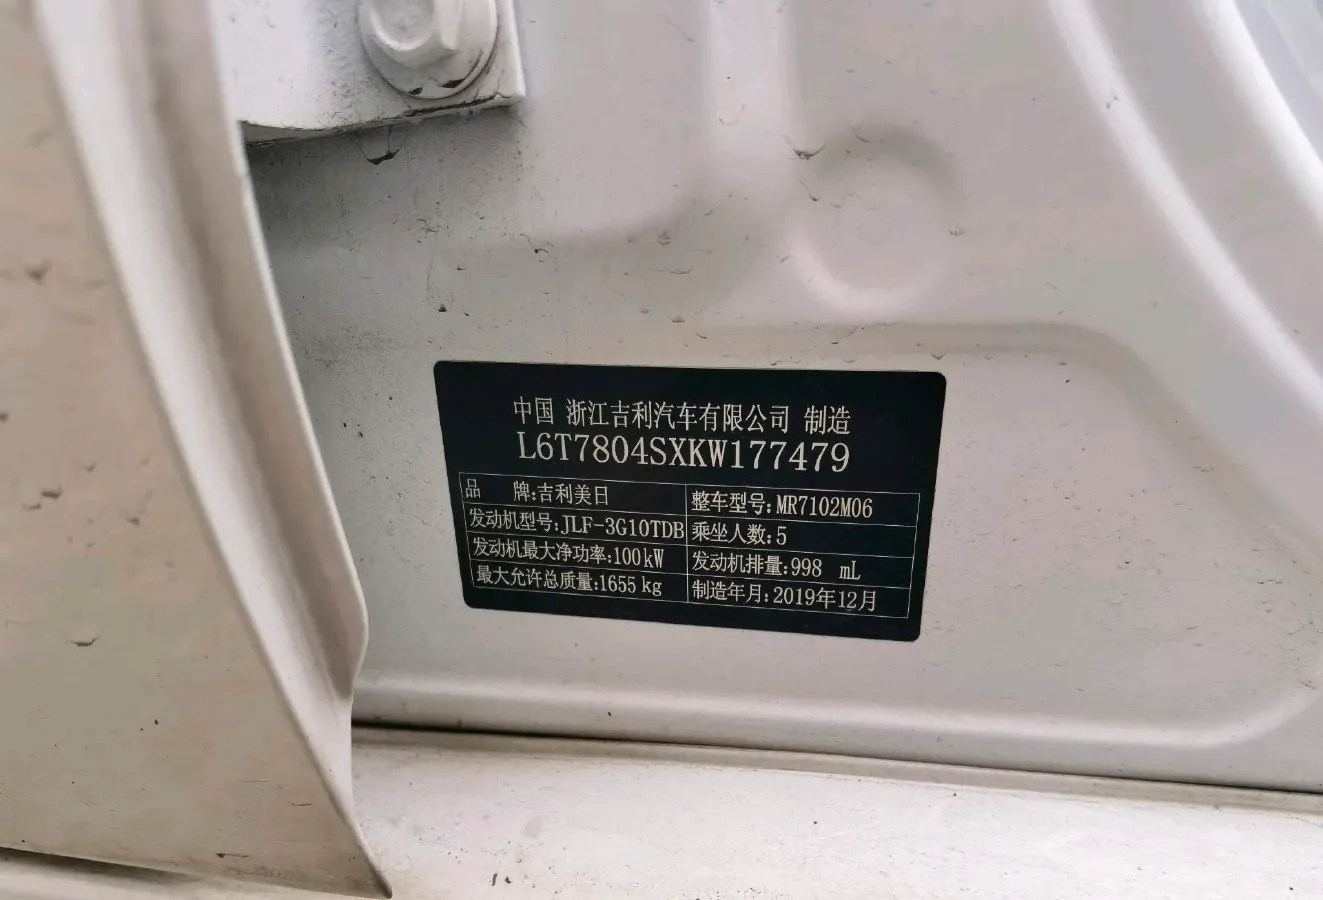 中国 浙江吉利汽车有限公司 制造
L6T7804SXKW177479
品 牌:吉利美日 整车型号:MR7102M06
发动机型号:JLF-3G10TDB 乘坐人数:5
发动机最大净功率:100kW 发动机排量:998 mL
最大允许总质量:1655 kg 制造年月:2019年12月